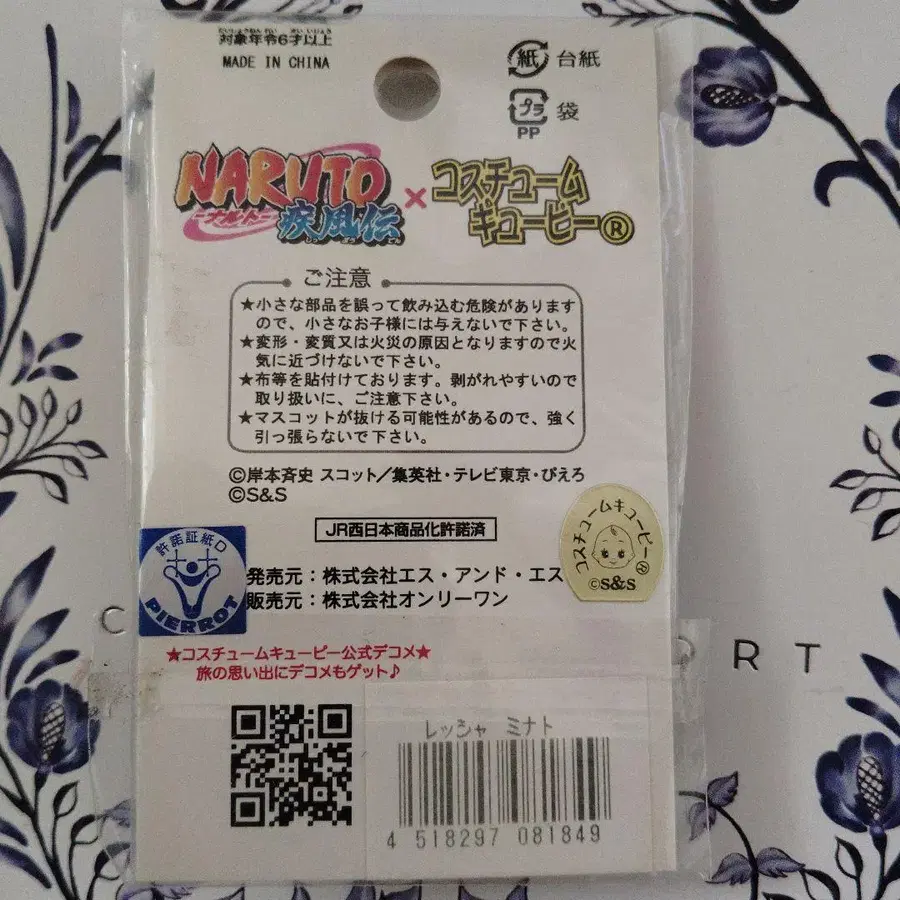 対象年令6才以上
MADE IN CHINA
紙 台紙
プラ 袋
PP
NARUTO
-ナルト-
疾風伝
×
コスチューム
キューピー®
ご注意
★小さな部品を誤って飲み込む危険があります
ので、小さなお子様には与えないで下さい。
★変形・変質又は火災の原因となりますので火
気に近づけないで下さい。
★布等を貼付けております。剥がれやすいので
取り扱いに、ご注意下さい。
★マスコットが抜ける可能性があるので、強く
引っ張らないで下さい。
©岸本斉史 スコット／集英社・テレビ東京・ぴえろ
©S&S
JR西日本商品化許諾済
許諾証紙
PIERROT
発売元：株式会社エス・アンド・エス
販売元：株式会社オンリーワン
コスチュームキューピー®
©S&S
★コスチュームキューピー公式デコメ★
旅の思い出にデコメもゲット♪
レッシャ ミナト
4 518297 081849